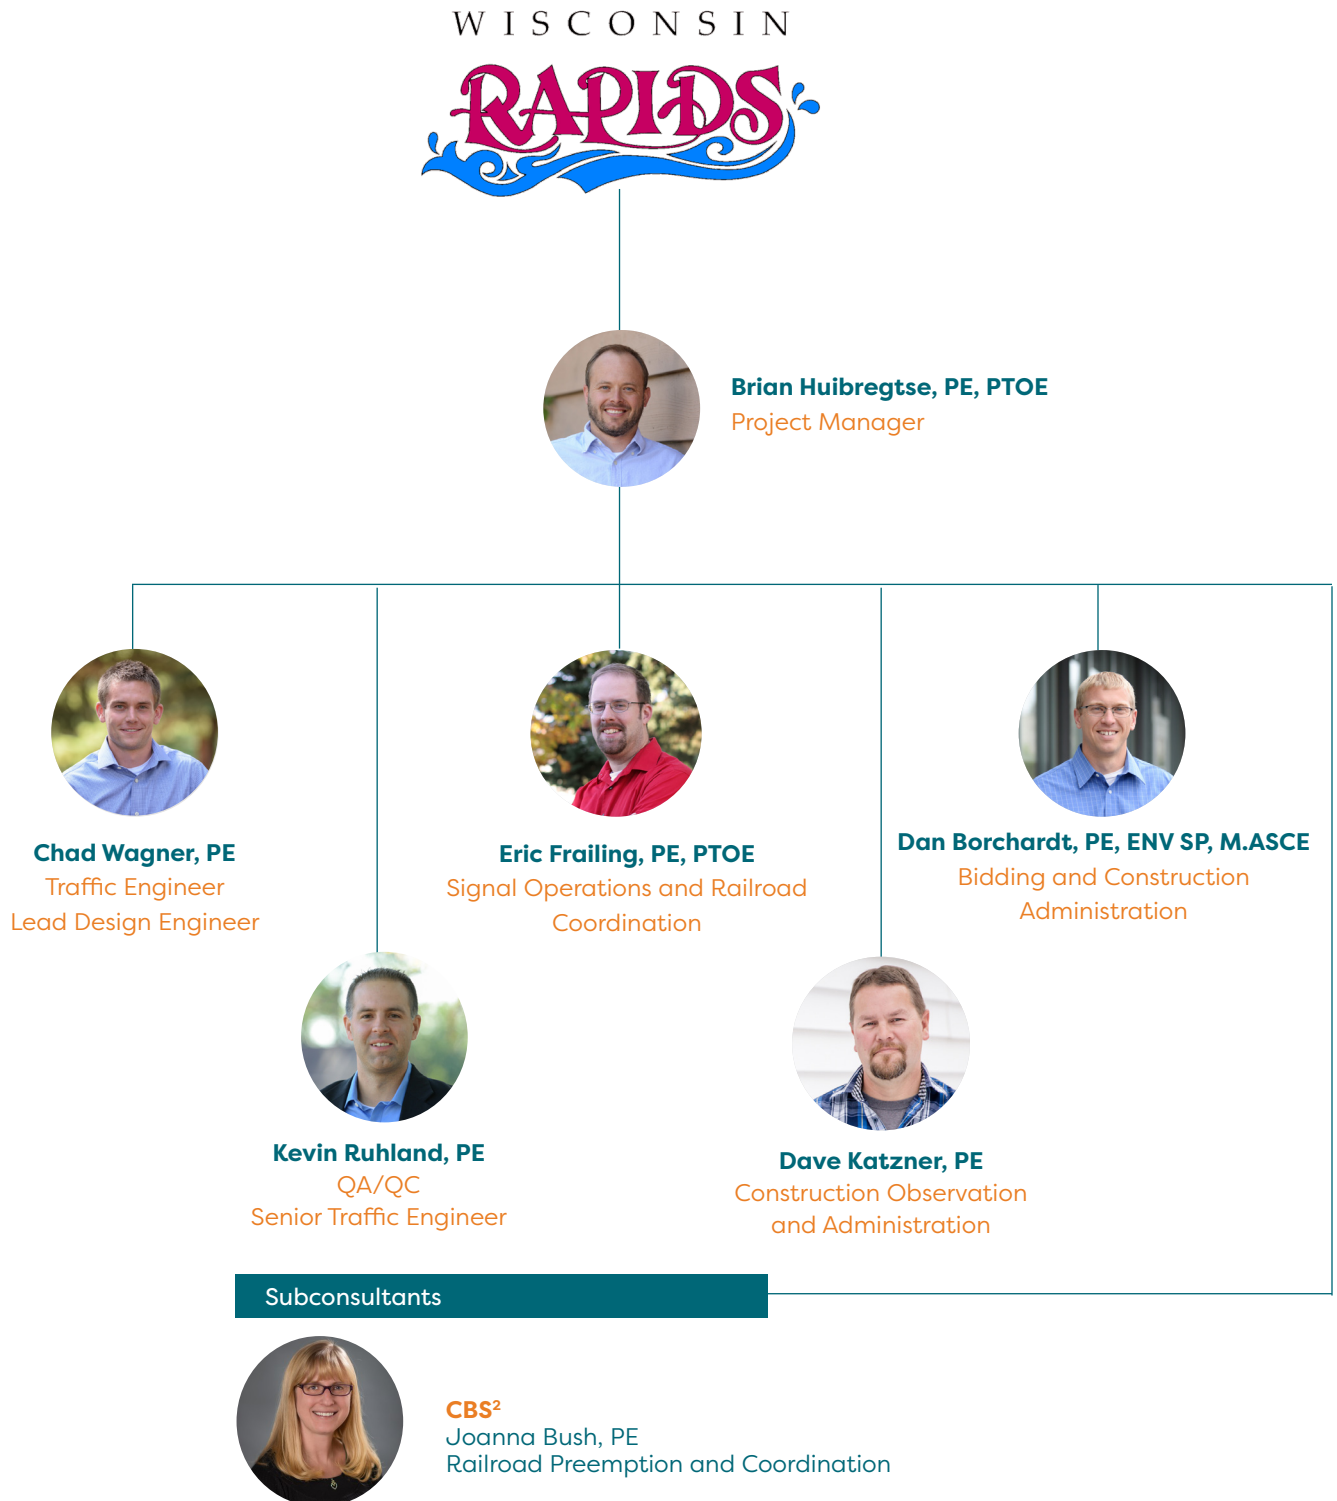 WISCONSIN
RAPIDS
Brian Huibregtse, PE, PTOE
Project Manager
Chad Wagner, PE
Traffic Engineer
Lead Design Engineer
Eric Frailing, PE, PTOE
Signal Operations and Railroad
Coordination
Dan Borchardt, PE, ENV SP, M.ASCE
Bidding and Construction
Administration
Kevin Ruhland, PE
QA/QC
Senior Traffic Engineer
Dave Katzner, PE
Construction Observation
and Administration
Subconsultants
CBS²
Joanna Bush, PE
Railroad Preemption and Coordination